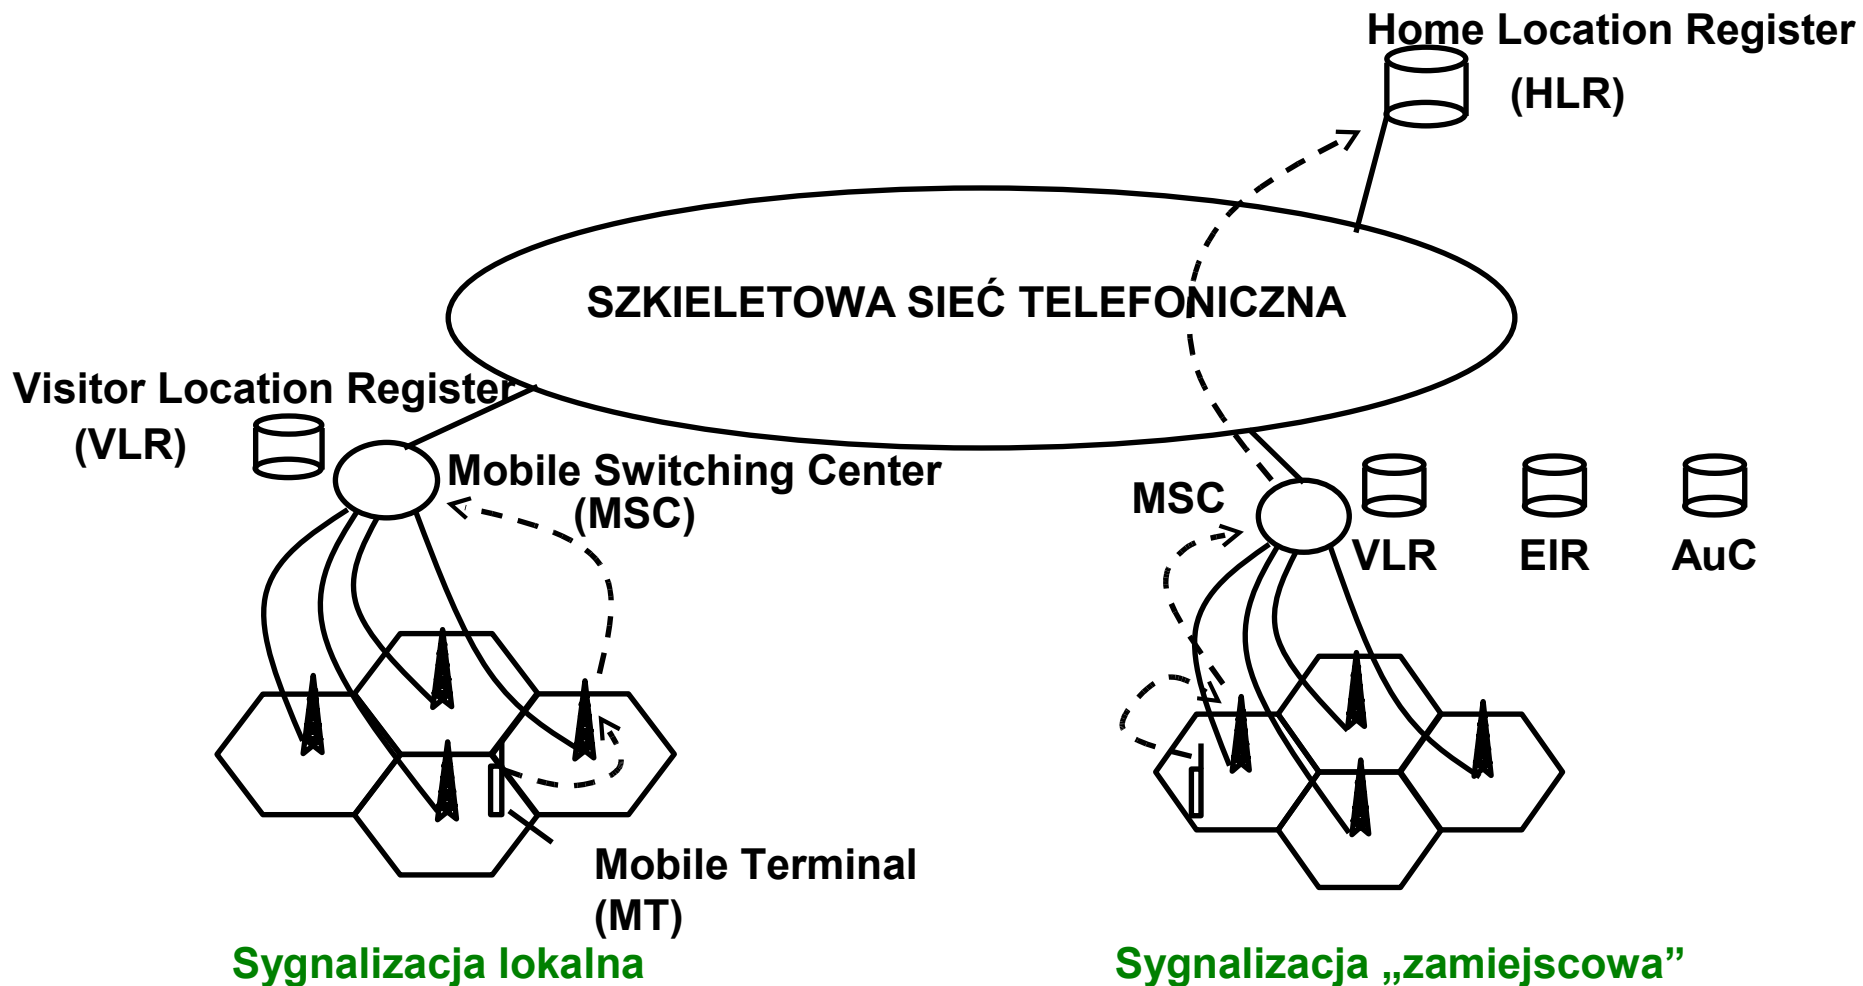 Home Location Register
(HLR)
SZKIELETOWA SIEĆ TELEFONICZNA
Visitor Location Register
(VLR)
Mobile Switching Center
(MSC)
MSC
VLR
EIR
AuC
Mobile Terminal
(MT)
Sygnalizacja lokalna
Sygnalizacja „zamiejscowa”